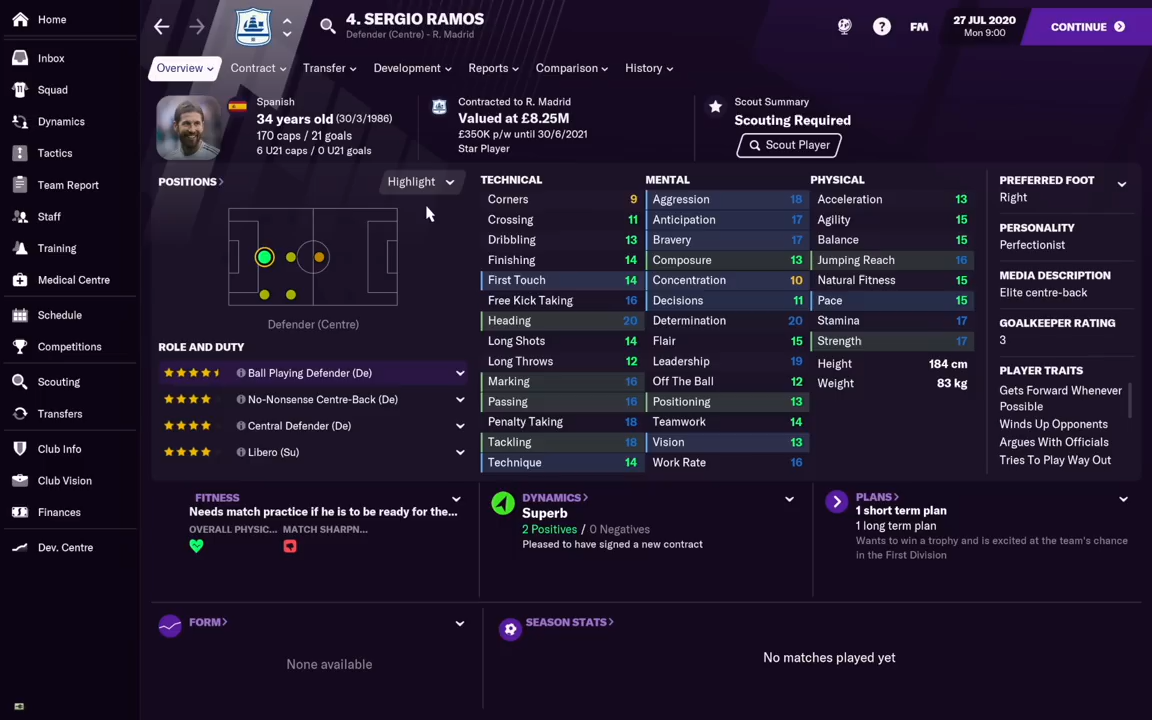 Home
Inbox
Squad
Dynamics
Tactics
Team Report
Staff
Training
Medical Centre
Schedule
Competitions
Scouting
Transfers
Club Info
Club Vision
Finances
Dev. Centre
4. SERGIO RAMOS
Defender (Centre) - R. Madrid
?
FM
27 JUL 2020
Mon 9:00
CONTINUE
Overview
Contract
Transfer
Development
Reports
Comparison
History
Spanish
34 years old (30/3/1986)
170 caps / 21 goals
6 U21 caps / 0 U21 goals
Contracted to R. Madrid
Valued at £8.25M
£350K p/w until 30/6/2021
Star Player
Scout Summary
Scouting Required
Scout Player
POSITIONS>
Highlight
Defender (Centre)
ROLE AND DUTY
Ball Playing Defender (De)
No-Nonsense Centre-Back (De)
Central Defender (De)
Libero (Su)
TECHNICAL
Corners 9
Crossing 11
Dribbling 13
Finishing 14
First Touch 14
Free Kick Taking 16
Heading 20
Long Shots 14
Long Throws 12
Marking 16
Passing 16
Penalty Taking 18
Tackling 18
Technique 14
MENTAL
Aggression 18
Anticipation 17
Bravery 17
Composure 13
Concentration 10
Decisions 11
Determination 20
Flair 15
Leadership 19
Off The Ball 12
Positioning 13
Teamwork 14
Vision 13
Work Rate 16
PHYSICAL
Acceleration 13
Agility 15
Balance 15
Jumping Reach 16
Natural Fitness 15
Pace 15
Stamina 17
Strength 17
Height 184 cm
Weight 83 kg
PREFERRED FOOT
Right
PERSONALITY
Perfectionist
MEDIA DESCRIPTION
Elite centre-back
GOALKEEPER RATING
3
PLAYER TRAITS
Gets Forward Whenever
Possible
Winds Up Opponents
Argues With Officials
Tries To Play Way Out
FITNESS
Needs match practice if he is to be ready for the...
OVERALL PHYSIC... MATCH SHARPN...
DYNAMICS>
Superb
2 Positives / 0 Negatives
Pleased to have signed a new contract
PLANS>
1 short term plan
1 long term plan
Wants to win a trophy and is excited at the team's chance
in the First Division
FORM>
None available
SEASON STATS>
No matches played yet